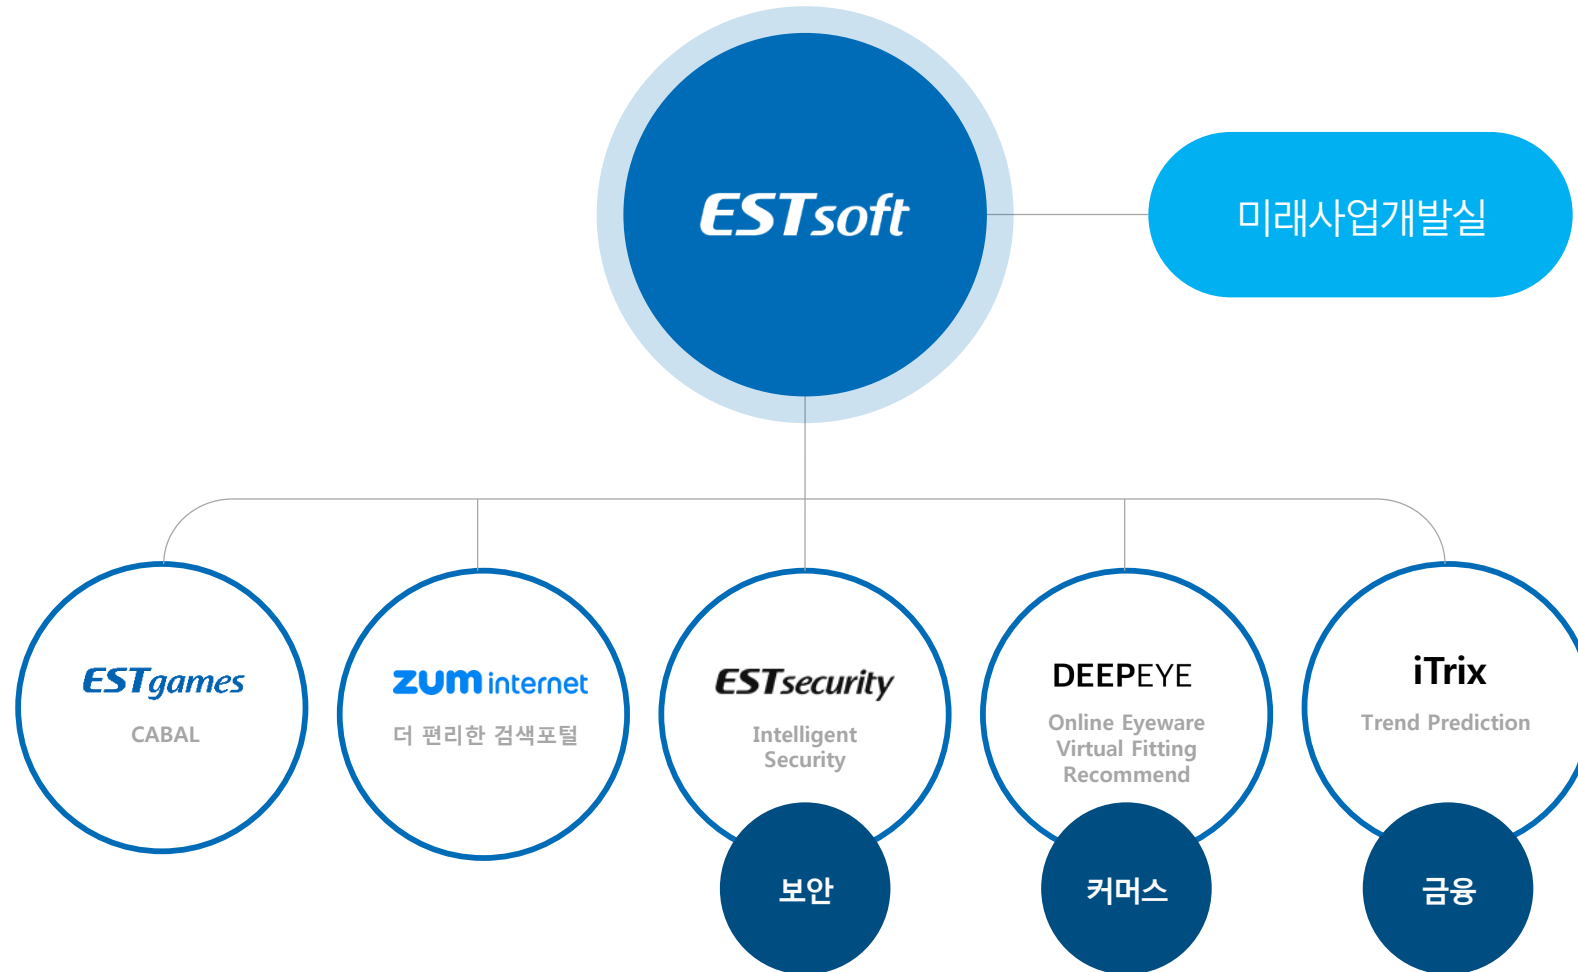 ESTsoft
미래사업개발실
ESTgames
CABAL
zum internet
더 편리한 검색포털
ESTsecurity
Intelligent
Security
보안
DEEPEYE
Online Eyeware
Virtual Fitting
Recommend
커머스
iTrix
Trend Prediction
금융